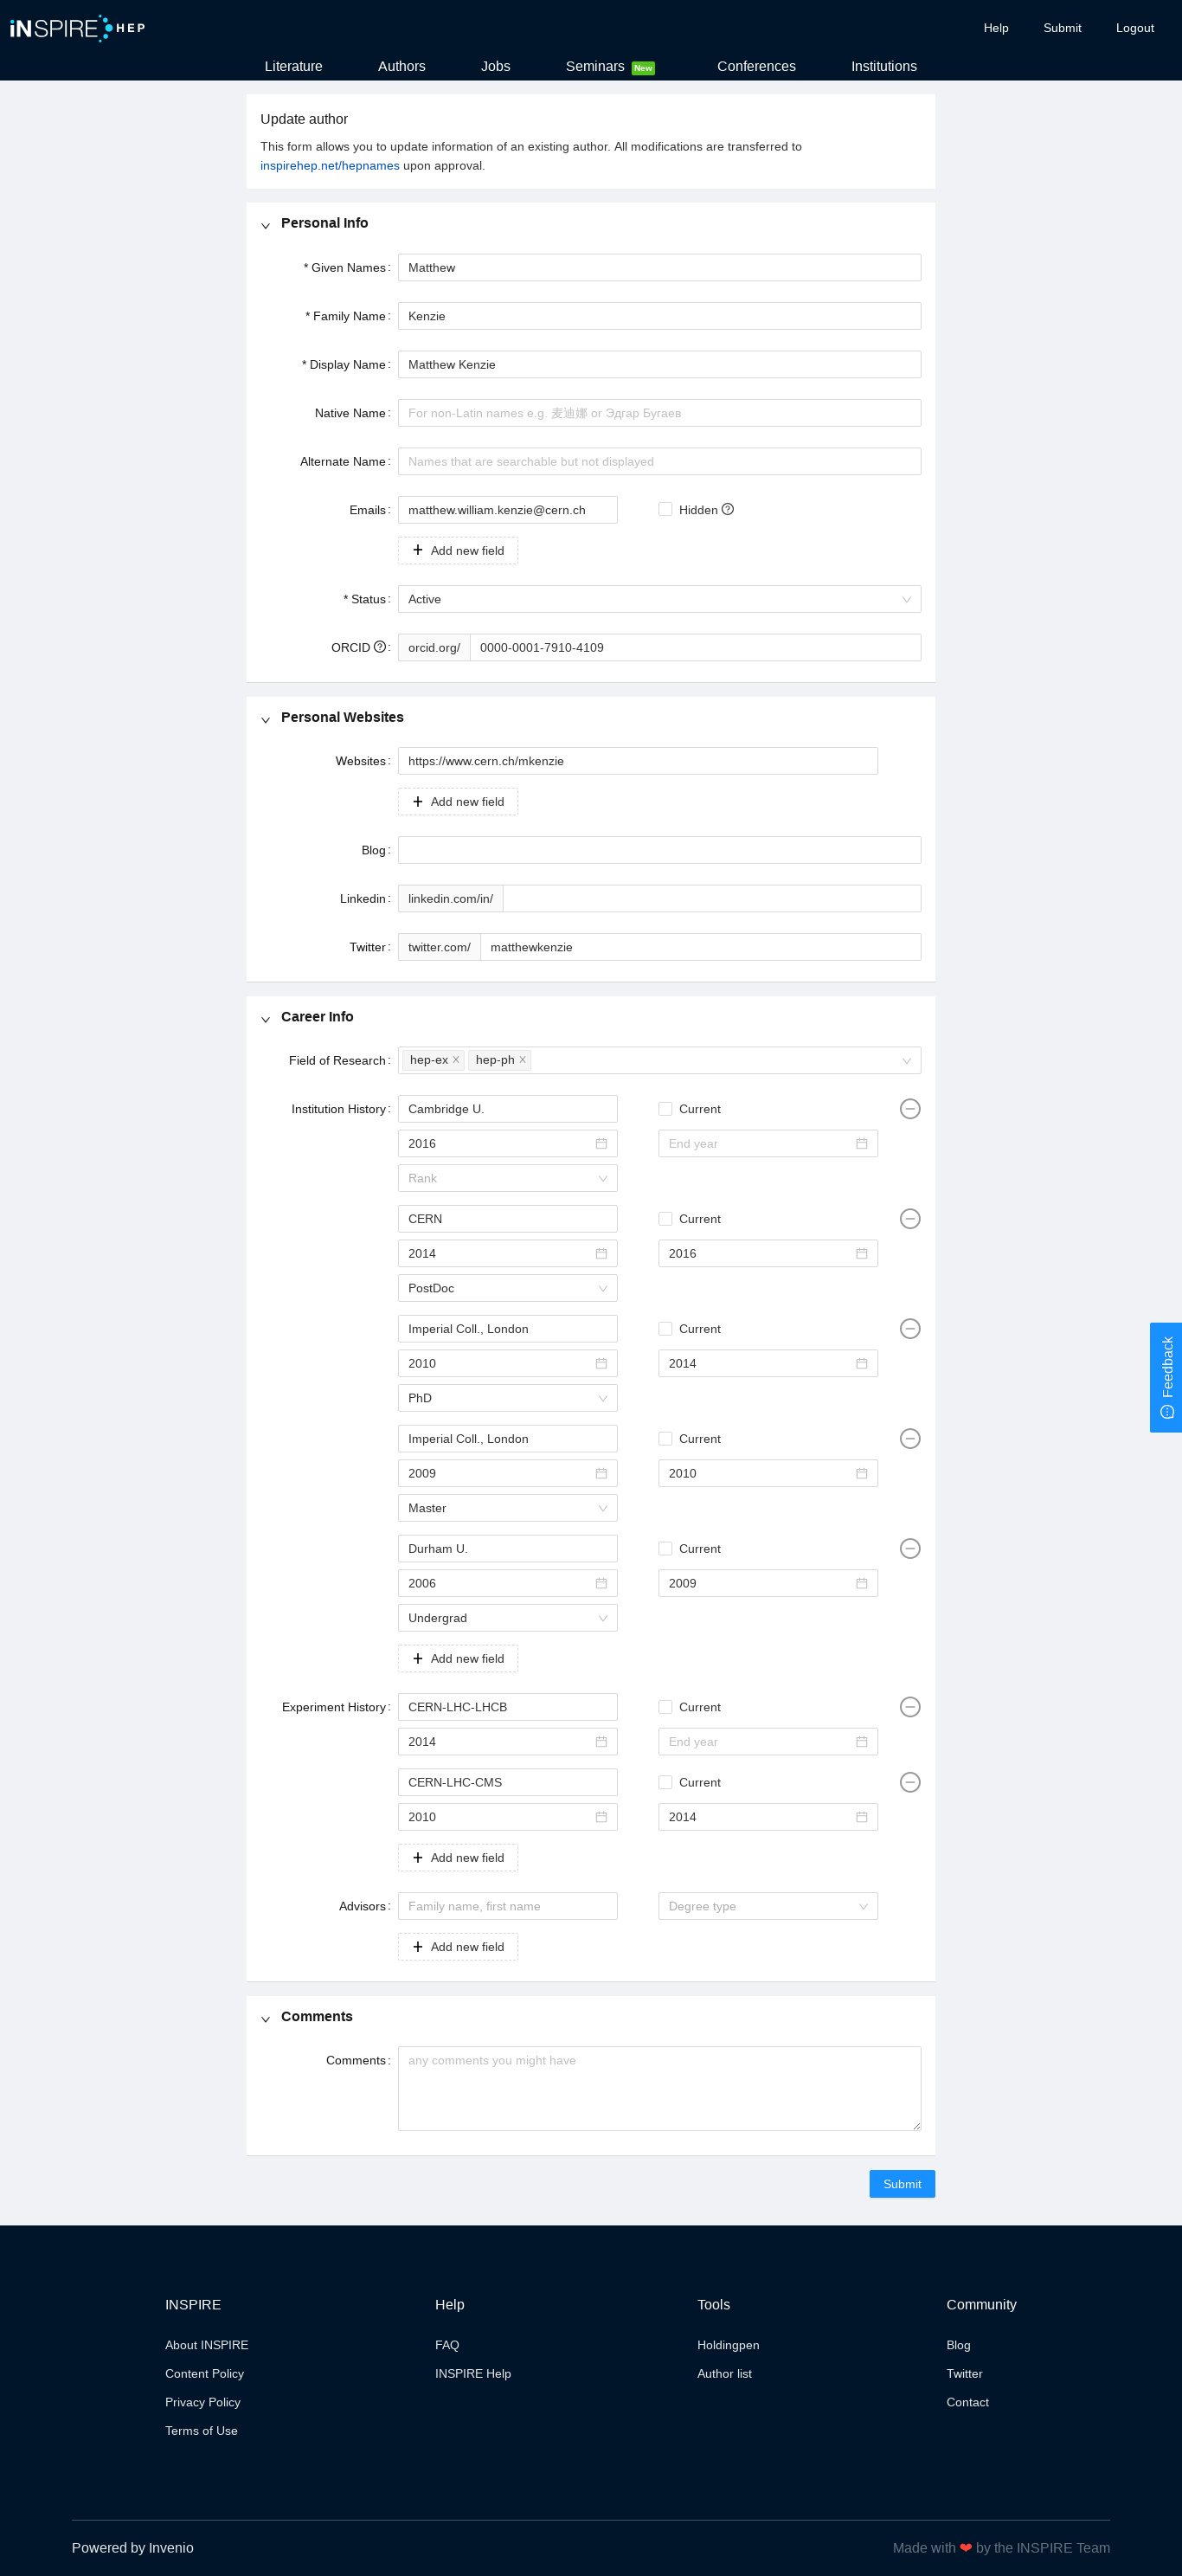 iNSPIRE HEP
Help Submit Logout
Literature Authors Jobs Seminars New Conferences Institutions
Update author
This form allows you to update information of an existing author. All modifications are transferred to
inspirehep.net/hepnames upon approval.
Personal Info
* Given Names : Matthew
* Family Name : Kenzie
* Display Name : Matthew Kenzie
Native Name : For non-Latin names e.g. 麦迪娜 or Эдгар Бугаев
Alternate Name : Names that are searchable but not displayed
Emails : matthew.william.kenzie@cern.ch Hidden
+ Add new field
* Status : Active
ORCID : orcid.org/ 0000-0001-7910-4109
Personal Websites
Websites : https://www.cern.ch/mkenzie
+ Add new field
Blog :
Linkedin : linkedin.com/in/
Twitter : twitter.com/ matthewkenzie
Career Info
Field of Research : hep-ex hep-ph
Institution History : Cambridge U. Current
2016 End year
Rank
CERN Current
2014 2016
PostDoc
Imperial Coll., London Current
2010 2014
PhD
Imperial Coll., London Current
2009 2010
Master
Durham U. Current
2006 2009
Undergrad
+ Add new field
Experiment History : CERN-LHC-LHCB Current
2014 End year
CERN-LHC-CMS Current
2010 2014
+ Add new field
Advisors : Family name, first name Degree type
+ Add new field
Comments
Comments : any comments you might have
Submit
Feedback
INSPIRE Help Tools Community
About INSPIRE FAQ Holdingpen Blog
Content Policy INSPIRE Help Author list Twitter
Privacy Policy Contact
Terms of Use
Powered by Invenio Made with ❤ by the INSPIRE Team